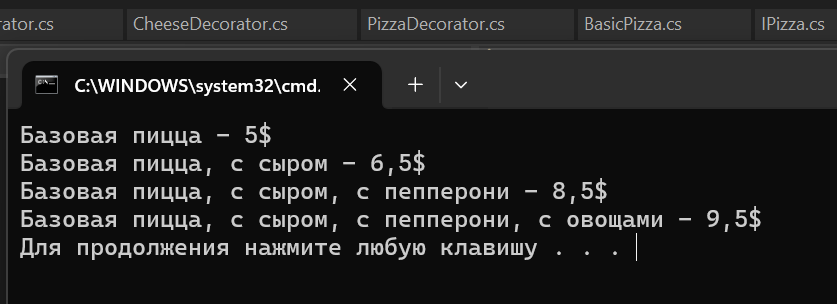 ator.cs CheeseDecorator.cs PizzaDecorator.cs BasicPizza.cs IPizza.cs
C:\WINDOWS\system32\cmd.
Базовая пицца - 5$
Базовая пицца, с сыром - 6,5$
Базовая пицца, с сыром, с пепперони - 8,5$
Базовая пицца, с сыром, с пепперони, с овощами - 9,5$
Для продолжения нажмите любую клавишу . . .